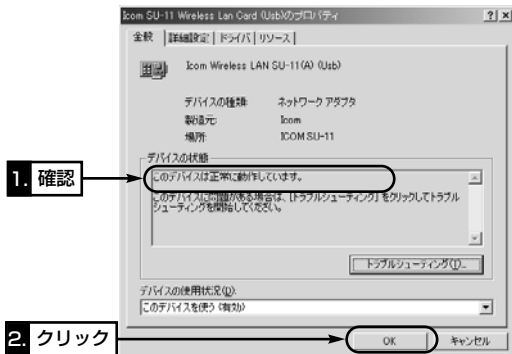 Icom SU-11 Wireless Lan Card (Usb)のプロパティ
全般 詳細設定 ドライバ リソース
Icom Wireless LAN SU-11(A) (Usb)
デバイスの種類: ネットワーク アダプタ
製造元: Icom
場所: ICOM SU-11
デバイスの状態
1. 確認
このデバイスは正常に動作しています。
このデバイスに問題がある場合は、[トラブルシューティング] をクリックしてトラブル
シューティングを開始してください。
トラブルシューティング(T)...
デバイスの使用状況(D):
このデバイスを使う (有効)
2. クリック
OK キャンセル